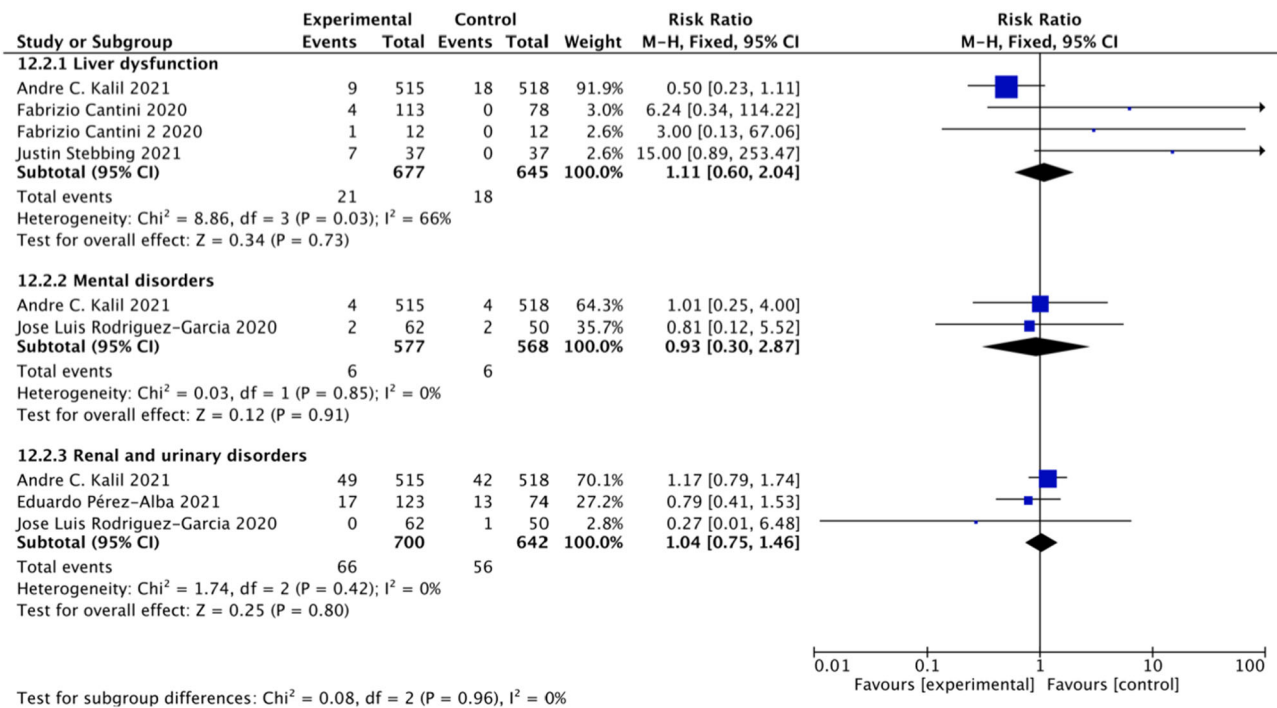 Experimental Control Risk Ratio Risk Ratio
Study or Subgroup Events Total Events Total Weight M-H, Fixed, 95% CI M-H, Fixed, 95% CI
12.2.1 Liver dysfunction
Andre C. Kalil 2021 9 515 18 518 91.9% 0.50 [0.23, 1.11]
Fabrizio Cantini 2020 4 113 0 78 3.0% 6.24 [0.34, 114.22]
Fabrizio Cantini 2 2020 1 12 0 12 2.6% 3.00 [0.13, 67.06]
Justin Stebbing 2021 7 37 0 37 2.6% 15.00 [0.89, 253.47]
Subtotal (95% CI) 677 645 100.0% 1.11 [0.60, 2.04]
Total events 21 18
Heterogeneity: Chi² = 8.86, df = 3 (P = 0.03); I² = 66%
Test for overall effect: Z = 0.34 (P = 0.73)
12.2.2 Mental disorders
Andre C. Kalil 2021 4 515 4 518 64.3% 1.01 [0.25, 4.00]
Jose Luis Rodriguez-Garcia 2020 2 62 2 50 35.7% 0.81 [0.12, 5.52]
Subtotal (95% CI) 577 568 100.0% 0.93 [0.30, 2.87]
Total events 6 6
Heterogeneity: Chi² = 0.03, df = 1 (P = 0.85); I² = 0%
Test for overall effect: Z = 0.12 (P = 0.91)
12.2.3 Renal and urinary disorders
Andre C. Kalil 2021 49 515 42 518 70.1% 1.17 [0.79, 1.74]
Eduardo Pérez-Alba 2021 17 123 13 74 27.2% 0.79 [0.41, 1.53]
Jose Luis Rodriguez-Garcia 2020 0 62 1 50 2.8% 0.27 [0.01, 6.48]
Subtotal (95% CI) 700 642 100.0% 1.04 [0.75, 1.46]
Total events 66 56
Heterogeneity: Chi² = 1.74, df = 2 (P = 0.42); I² = 0%
Test for overall effect: Z = 0.25 (P = 0.80)
0.01 0.1 1 10 100
Favours [experimental] Favours [control]
Test for subgroup differences: Chi² = 0.08, df = 2 (P = 0.96), I² = 0%